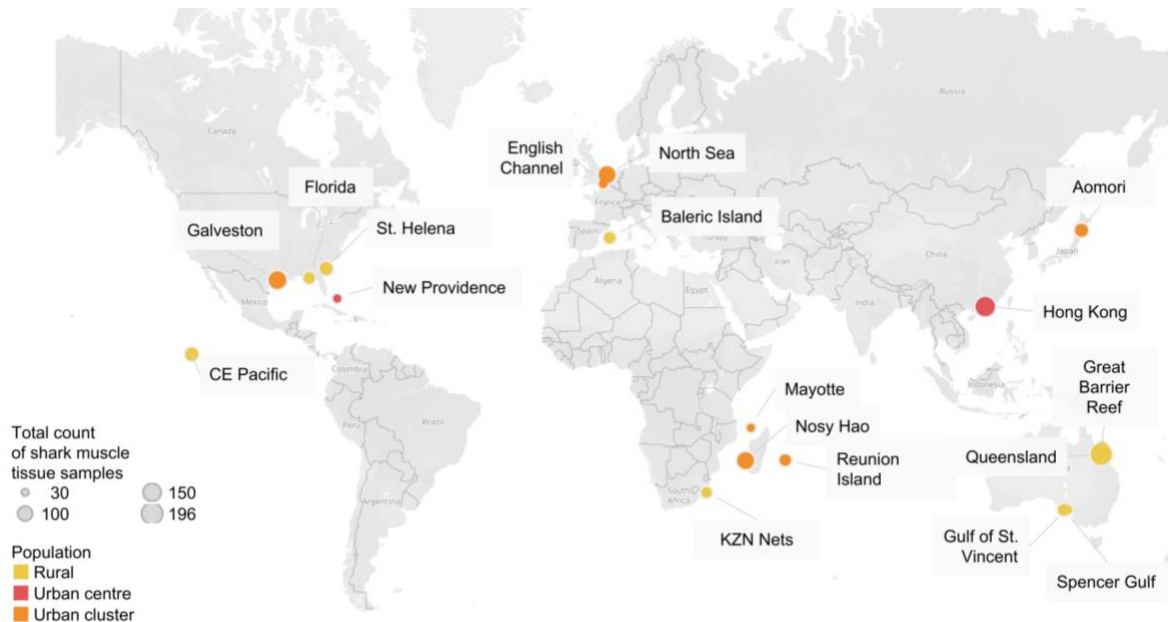 Russia
Canada
English
Channel
North Sea
Florida
Aomori
France
Baleric Island
Galveston
St. Helena
Spain
Turkey
Japan
China
Iran
New Providence
Algeria
Egypt
Mexico
India
Hong Kong
CE Pacific
Colombia
Great
Barrier
Reef
Indonesia
Mayotte
Total count
of shark muscle
tissue samples
Peru
Brazil
Nosy Hao
Reunion
Island
Queensland
30
150
100
196
South
Africa
Argentina
KZN Nets
Gulf of St.
Vincent
Population
Rural
Spencer Gulf
Urban centre
Urban cluster